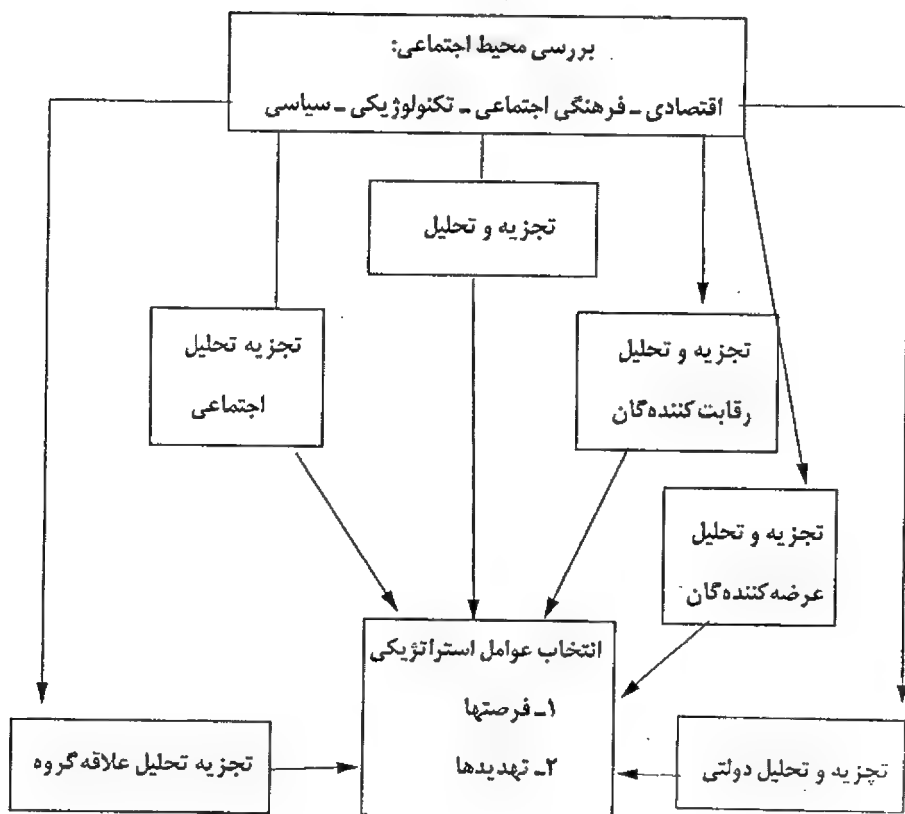 بررسی محیط اجتماعی:
اقتصادی ـ فرهنگی اجتماعی ـ تکنولوژیکی ـ سیاسی
تجزیه و تحلیل
تجزیه و تحلیل
رقابت کننده‌گان
تجزیه تحلیل
اجتماعی
تجزیه و تحلیل
عرضه کننده‌گان
انتخاب عوامل استراتژیکی
۱ـ فرصتها
۲ـ تهدیدها
تجزیه و تحلیل دولتی
تجزیه تحلیل علاقه گروه